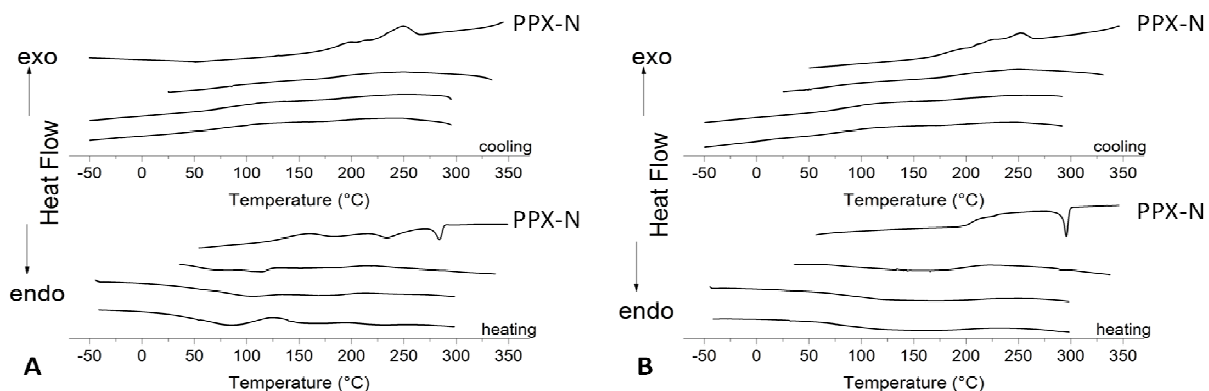 PPX-N
exo
cooling
-50 0 50 100 150 200 250 300 350
Temperature (°C)
Heat Flow
PPX-N
endo
heating
-50 0 50 100 150 200 250 300 350
A
Temperature (°C)
PPX-N
exo
cooling
-50 0 50 100 150 200 250 300 350
Temperature (°C)
Heat Flow
PPX-N
endo
heating
-50 0 50 100 150 200 250 300 350
B
Temperature (°C)